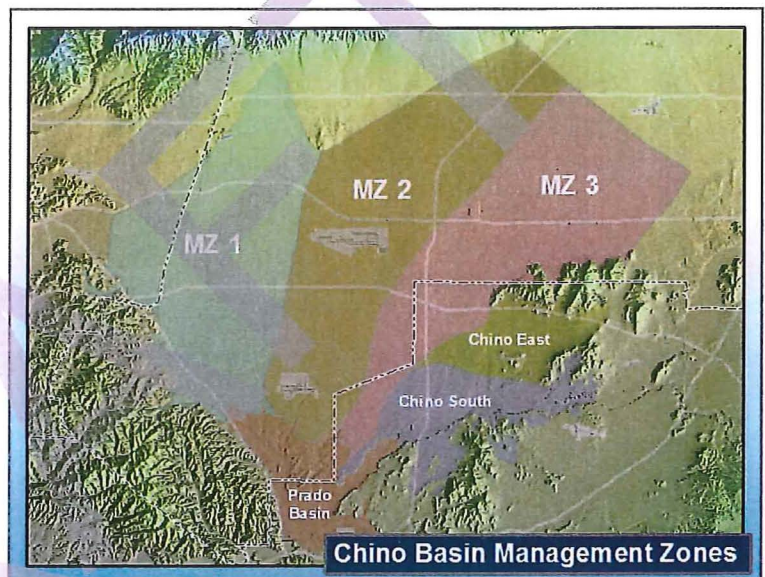 MZ 2
MZ 3
MZ 1
Chino East
Chino South
Prado
Basin
Chino Basin Management Zones